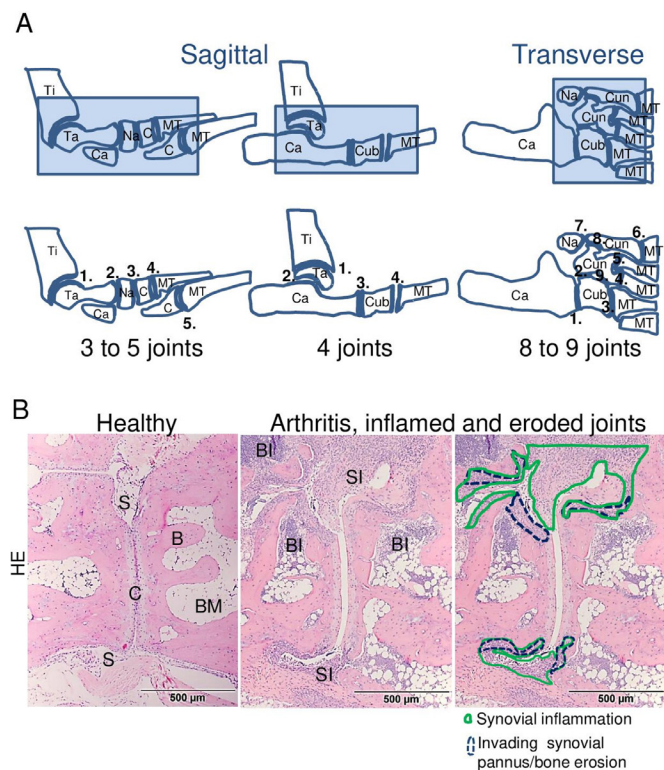 A
Sagittal Transverse
Ti Ta Na C MT MT Ca C
Ti Ta Ca Cub MT
Na Cun MT Cun MT Ca Cub MT MT
Ti 1. 2. 3. 4. Ta Na C MT MT Ca C 5.
Ti Ta 1. 2. Ca 3. Cub 4. MT
7. 8. 6. Na Cun MT Cun 5. 2. 9. 4. Ca Cub MT 3. 1. MT
3 to 5 joints 4 joints 8 to 9 joints
B
Healthy Arthritis, inflamed and eroded joints
HE
S B C BM S
BI SI BI BI SI
500 µm 500 µm 500 µm
Synovial inflammation
Invading synovial
pannus/bone erosion